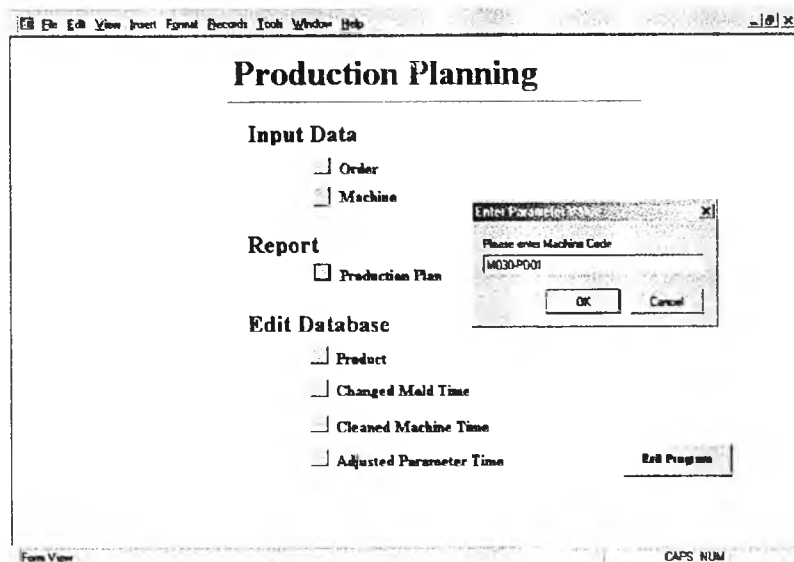 File Edit View Insert Format Records Tools Window Help
Production Planning
Input Data
Order
Machine
Enter Parameter Value
Please enter Machine Code
M030-PD01
OK Cancel
Report
Production Plan
Edit Database
Product
Changed Mold Time
Cleaned Machine Time
Adjusted Parameter Time
Exit Program
Form View
CAPS NUM